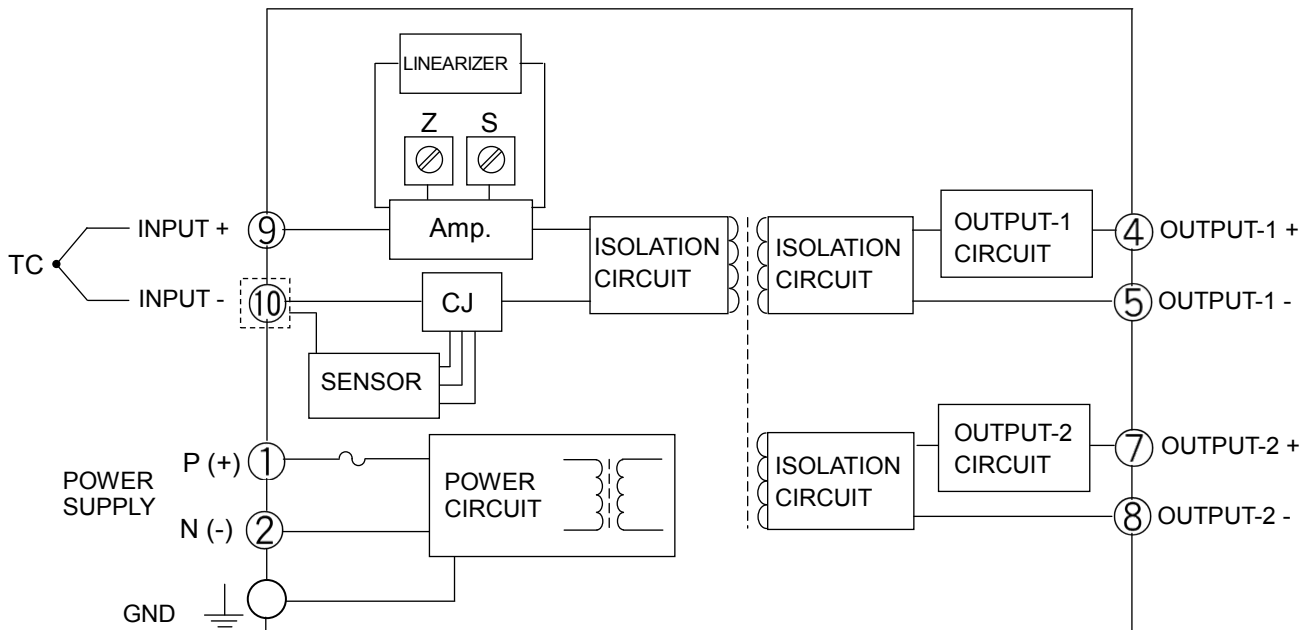 LINEARIZER
Z
S
INPUT +
9
Amp.
TC
INPUT -
10
CJ
SENSOR
ISOLATION
CIRCUIT
ISOLATION
CIRCUIT
OUTPUT-1
CIRCUIT
4
OUTPUT-1 +
5
OUTPUT-1 -
POWER
SUPPLY
P (+)
1
N (-)
2
GND
POWER
CIRCUIT
ISOLATION
CIRCUIT
OUTPUT-2
CIRCUIT
7
OUTPUT-2 +
8
OUTPUT-2 -